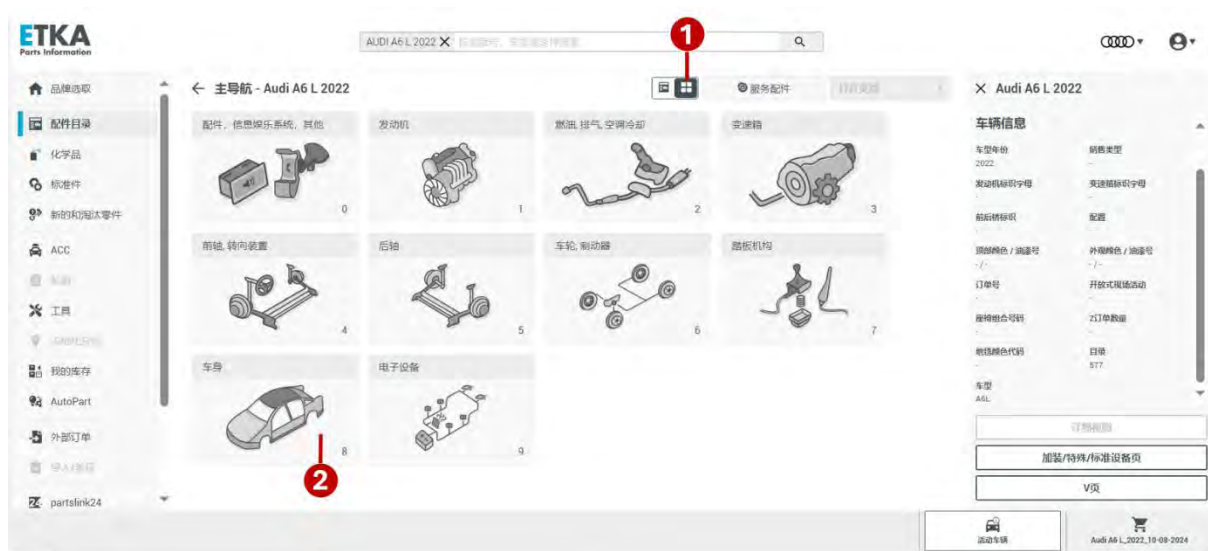 ETKA
Parts Information
AUDI A6 L 2022
1
品牌选取
配件目录
化学品
标准件
新的和淘汰零件
ACC
工具
我的库存
AutoPart
外部订单
partslink24
主导航 - Audi A6 L 2022
服务配件
配件, 信息娱乐系统, 其他
0
发动机
1
燃油, 排气, 空调冷却
2
变速箱
3
前轴, 转向装置
4
后轴
5
车轮, 制动器
6
踏板机构
7
车身
8
电子设备
9
2
Audi A6 L 2022
车辆信息
车型年份
2022
销售类型
-
发动机标识字母
-
变速箱标识字母
-
前后桥标识
-
配置
-
顶部颜色 / 油漆号
- / -
外观颜色 / 油漆号
- / -
订单号
-
开放式现场活动
-
座椅组合号码
-
Z订单数量
-
地毯颜色代码
-
目录
577
车型
A6L
详细视图
加装/特殊/标准设备页
V页
活动车辆
Audi A6 L_2022_10-08-2024